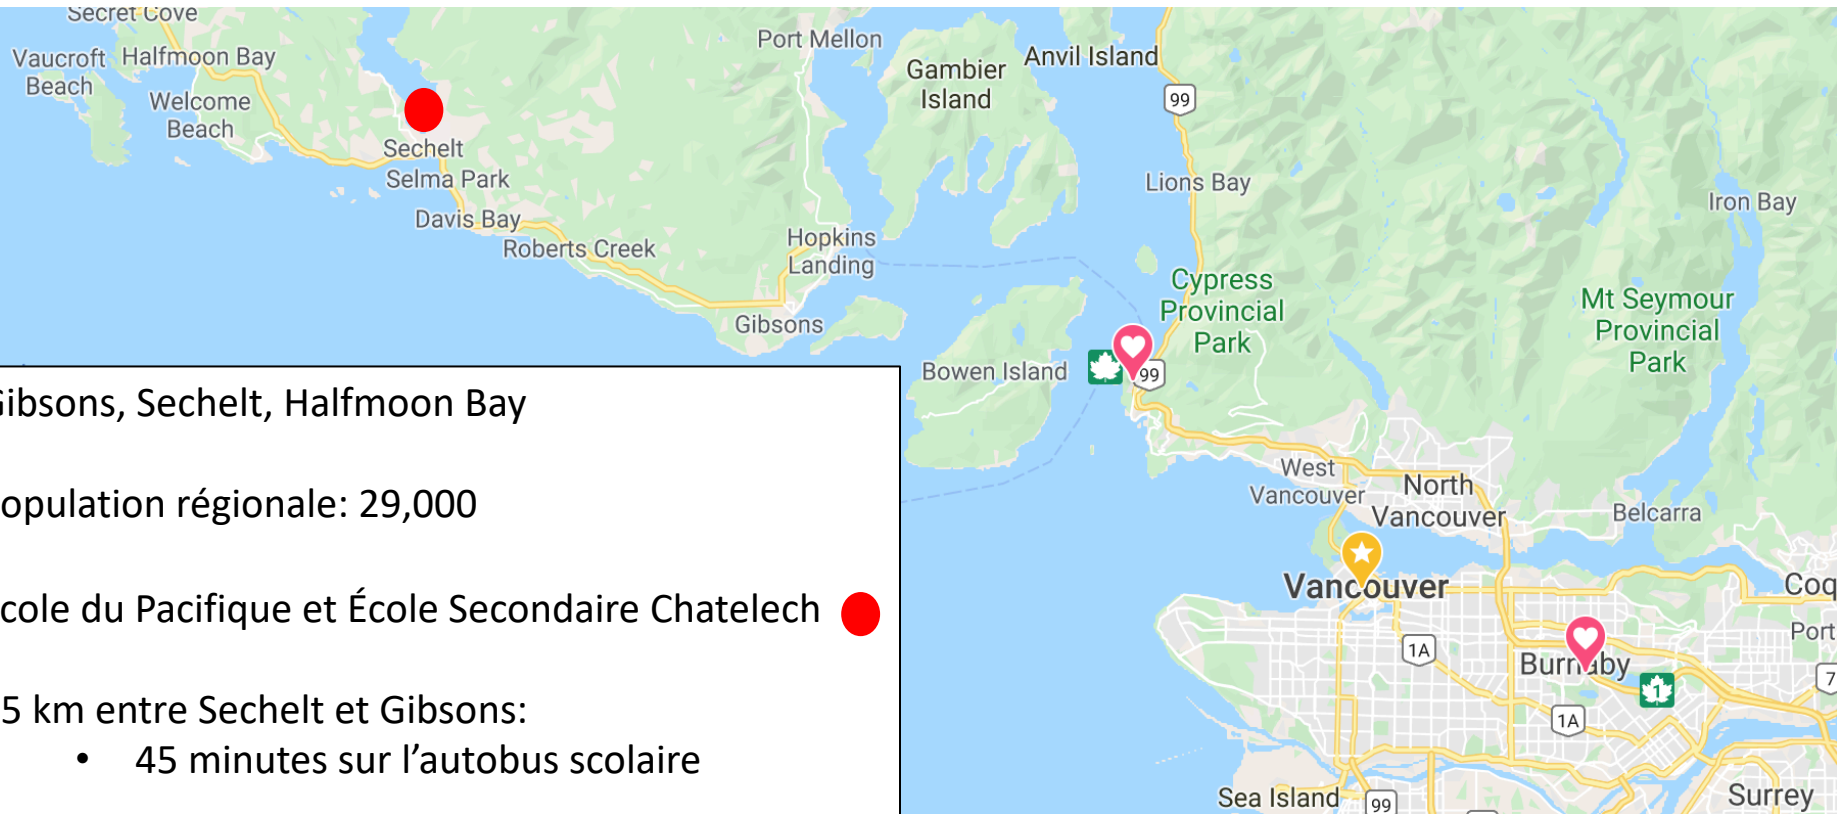 Secret Cove
Vaucroft
Beach
Halfmoon Bay
Welcome
Beach
Sechelt
Selma Park
Davis Bay
Roberts Creek
Port Mellon
Hopkins
Landing
Gibsons
Gambier
Island
Anvil Island
99
Lions Bay
Iron Bay
Cypress
Provincial
Park
Mt Seymour
Provincial
Park
Bowen Island
99
West
Vancouver
North
Vancouver
Belcarra
Vancouver
Coq
Port
1A
Burnaby
1
7
1A
Sea Island
99
Surrey
Gibsons, Sechelt, Halfmoon Bay
opulation régionale: 29,000
cole du Pacifique et École Secondaire Chatelech
5 km entre Sechelt et Gibsons:
• 45 minutes sur l’autobus scolaire